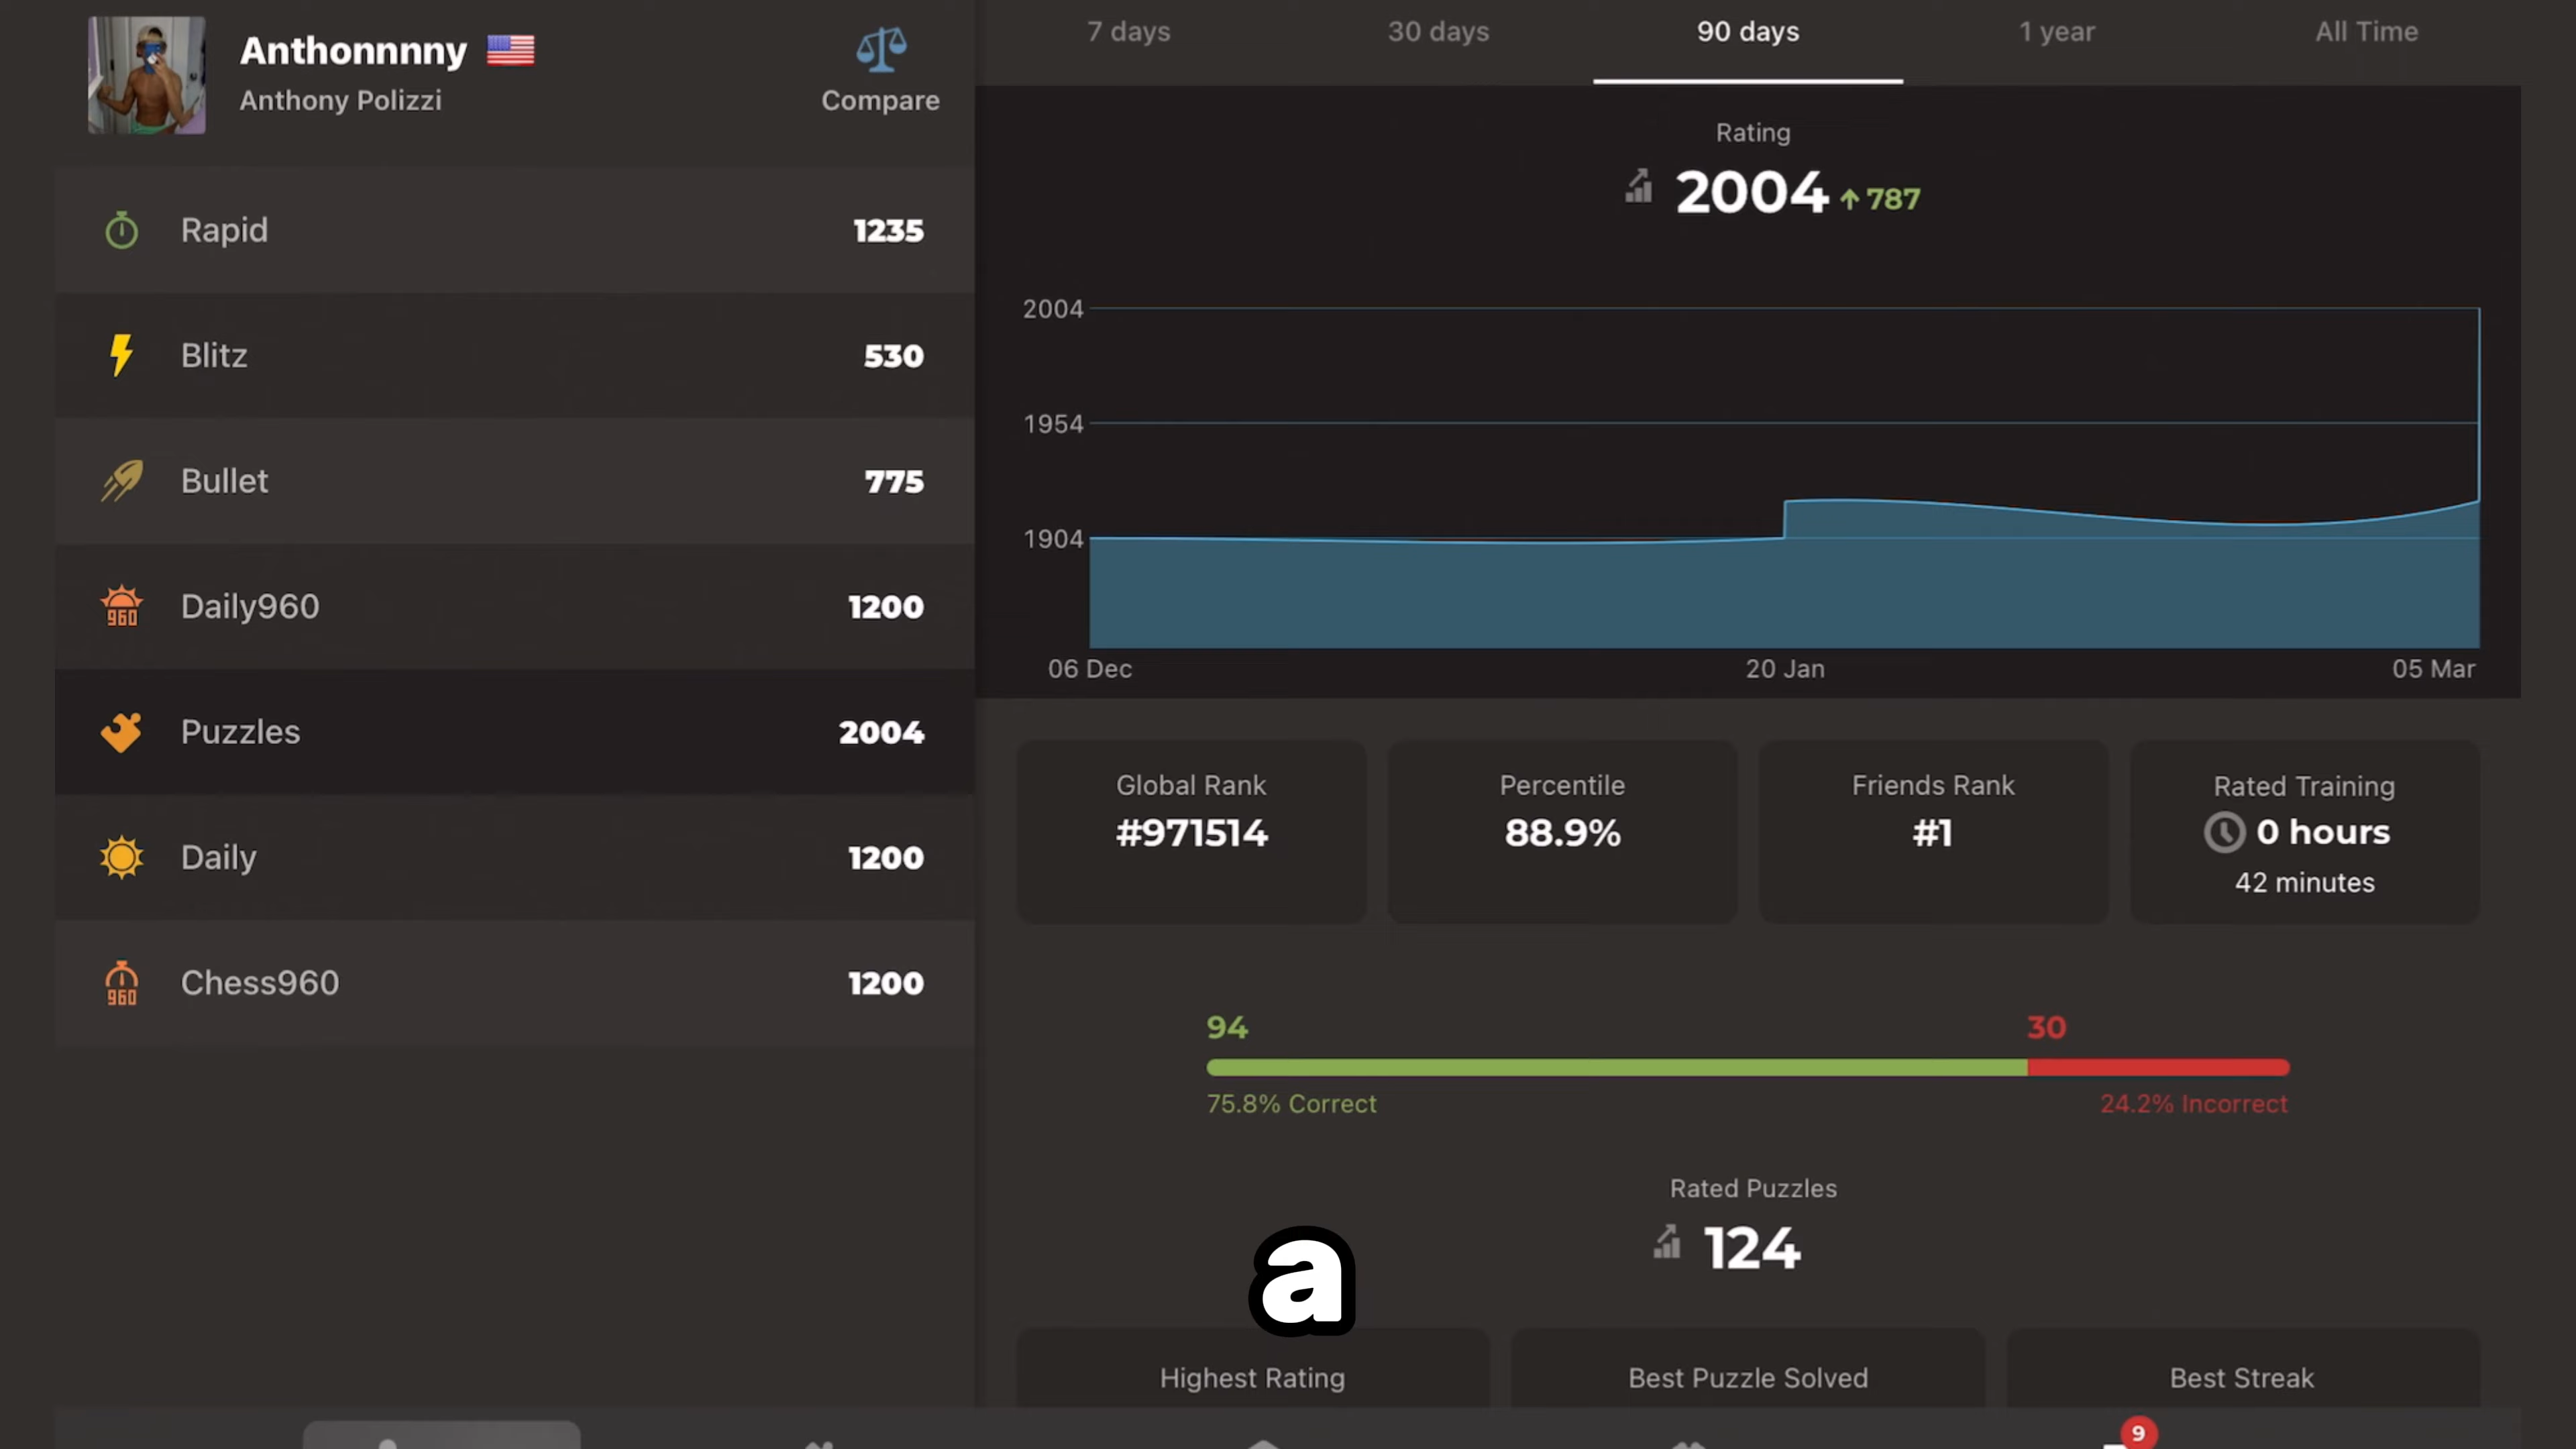 Anthonnnny
Anthony Polizzi
Compare
Rapid 1235
Blitz 530
Bullet 775
960 Daily960 1200
Puzzles 2004
Daily 1200
960 Chess960 1200
7 days 30 days 90 days 1 year All Time
Rating
2004 787
2004
1954
1904
06 Dec 20 Jan 05 Mar
Global Rank
#971514
Percentile
88.9%
Friends Rank
#1
Rated Training
0 hours
42 minutes
94 30
75.8% Correct 24.2% Incorrect
Rated Puzzles
124
a
Highest Rating Best Puzzle Solved Best Streak
9